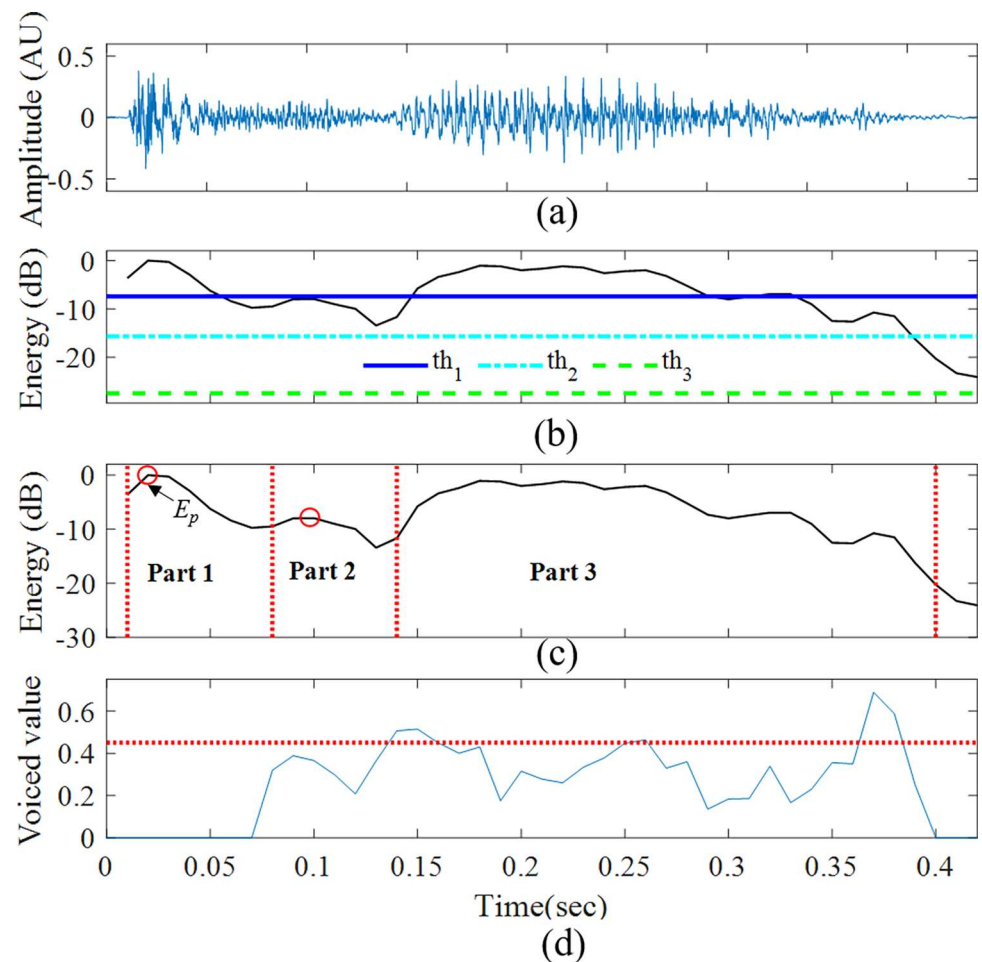 Amplitude (AU)
0.5
0
-0.5
(a)
Energy (dB)
0
-10
-20
th1
th2
th3
(b)
Energy (dB)
0
-10
-20
-30
Ep
Part 1
Part 2
Part 3
(c)
Voiced value
0.6
0.4
0.2
0
0 0.05 0.1 0.15 0.2 0.25 0.3 0.35 0.4
Time(sec)
(d)